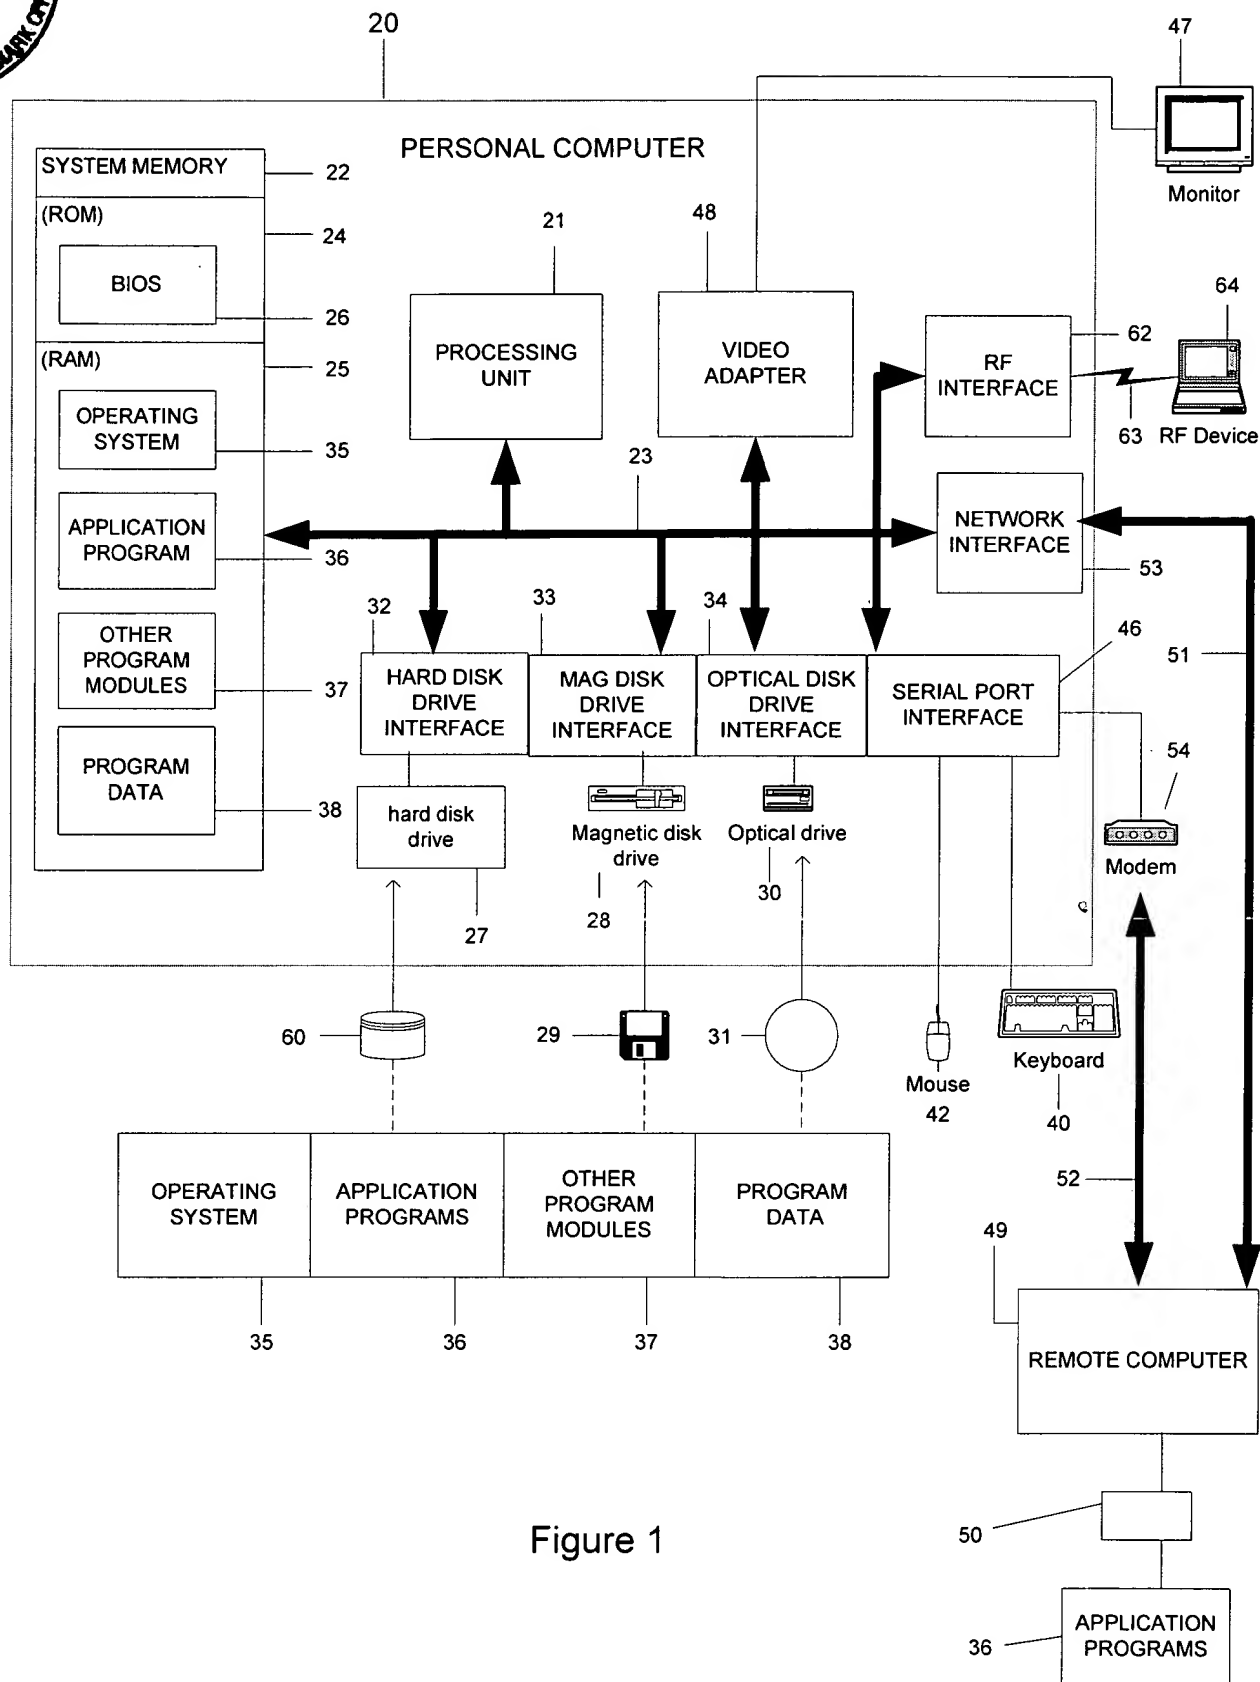 MARK OFF
20
47
PERSONAL COMPUTER
SYSTEM MEMORY
22
Monitor
(ROM)
24
21
48
BIOS
26
64
62
(RAM)
25
PROCESSING
UNIT
VIDEO
ADAPTER
RF
INTERFACE
OPERATING
SYSTEM
35
63
RF Device
23
APPLICATION
PROGRAM
36
NETWORK
INTERFACE
53
32
33
34
46
51
OTHER
PROGRAM
MODULES
37
HARD DISK
DRIVE
INTERFACE
MAG DISK
DRIVE
INTERFACE
OPTICAL DISK
DRIVE
INTERFACE
SERIAL PORT
INTERFACE
54
PROGRAM
DATA
38
hard disk
drive
Magnetic disk
drive
Optical drive
Modem
27
28
30
60
29
31
Mouse
42
Keyboard
40
52
OPERATING
SYSTEM
APPLICATION
PROGRAMS
OTHER
PROGRAM
MODULES
PROGRAM
DATA
35
36
37
38
49
REMOTE COMPUTER
50
Figure 1
36
APPLICATION
PROGRAMS